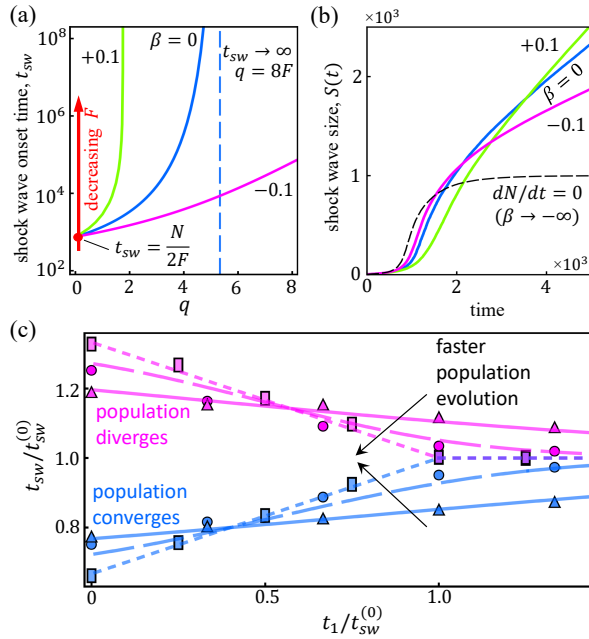 (a)
shock wave onset time, t_sw
10^8
10^6
10^4
10^2
+0.1
β = 0
t_sw → ∞
q = 8F
−0.1
decreasing F
t_sw = N/2F
0
2
4
6
8
q
(b)
×10^3
shock wave size, S(t)
2
1
0
+0.1
β = 0
−0.1
dN/dt = 0
(β → −∞)
0
2
4
×10^3
time
(c)
t_sw/t_sw^(0)
1.2
1.0
0.8
faster
population
evolution
population
diverges
population
converges
0
0.5
1.0
t_1/t_sw^(0)